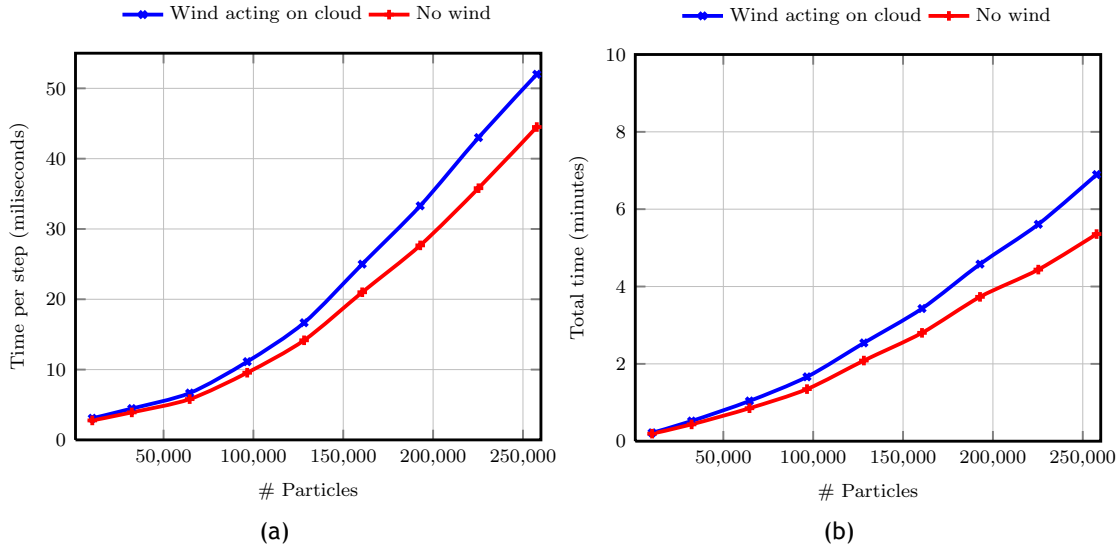 Wind acting on cloud No wind
50
40
30
20
10
0
Time per step (miliseconds)
50,000 100,000 150,000 200,000 250,000
# Particles
(a)
Wind acting on cloud No wind
10
8
6
4
2
0
Total time (minutes)
50,000 100,000 150,000 200,000 250,000
# Particles
(b)